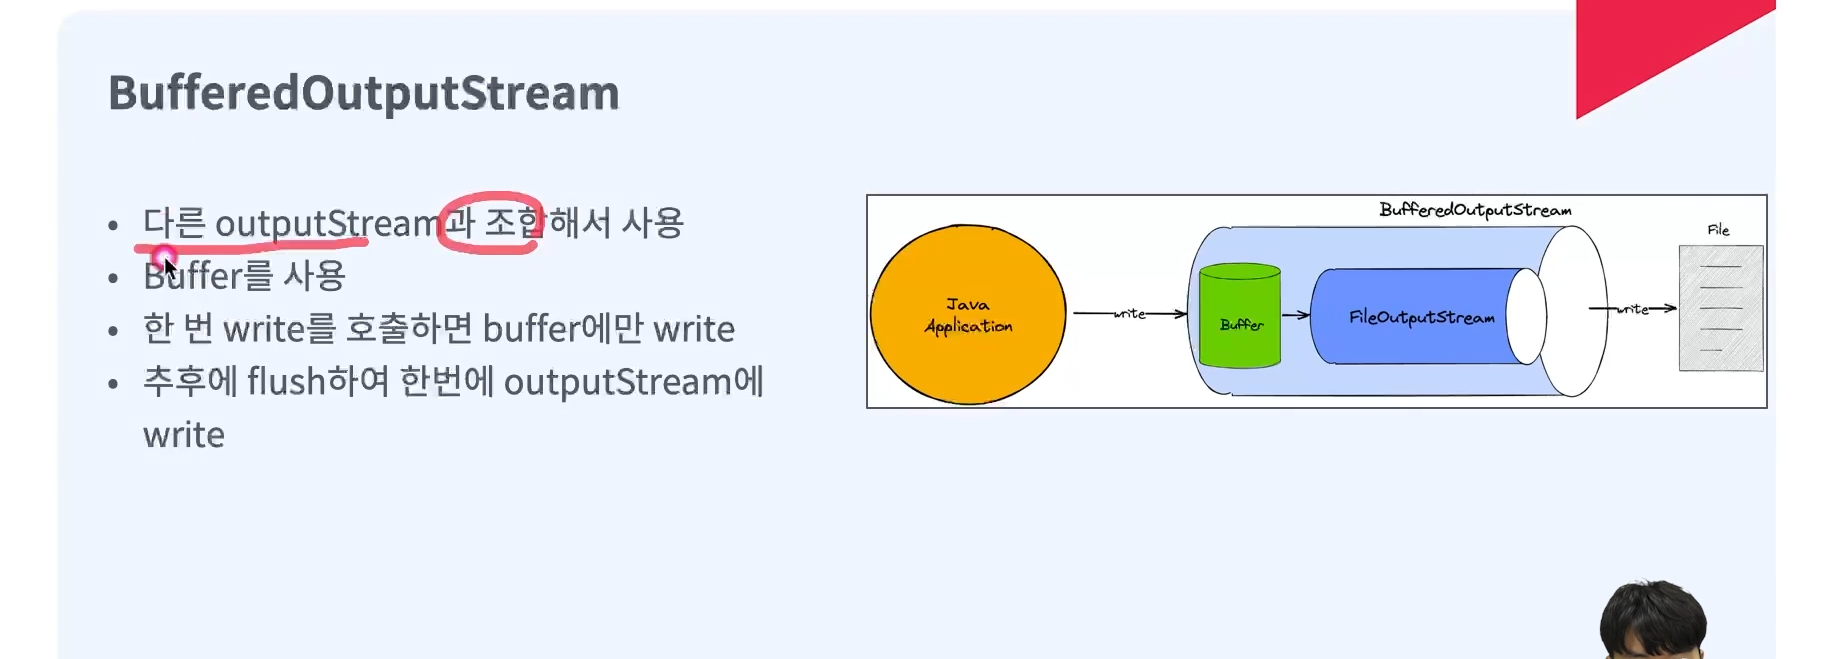 BufferedOutputStream
• 다른 outputStream과 조합해서 사용
• Buffer를 사용
• 한 번 write를 호출하면 buffer에만 write
• 추후에 flush하여 한번에 outputStream에
write
BufferedOutputStream
File
Java
Application
write
Buffer
FileOutputStream
write